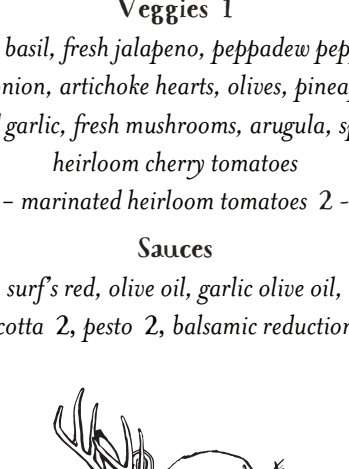 Veggies 1
basil, fresh jalapeno, peppadew
onion, artichoke hearts, olives,
garlic, fresh mushrooms, arugula,
heirloom cherry tomatoes
– marinated heirloom tomatoes 2 -
Sauces
surf's red, olive oil, garlic olive oil,
2, pesto 2, balsamic reduction